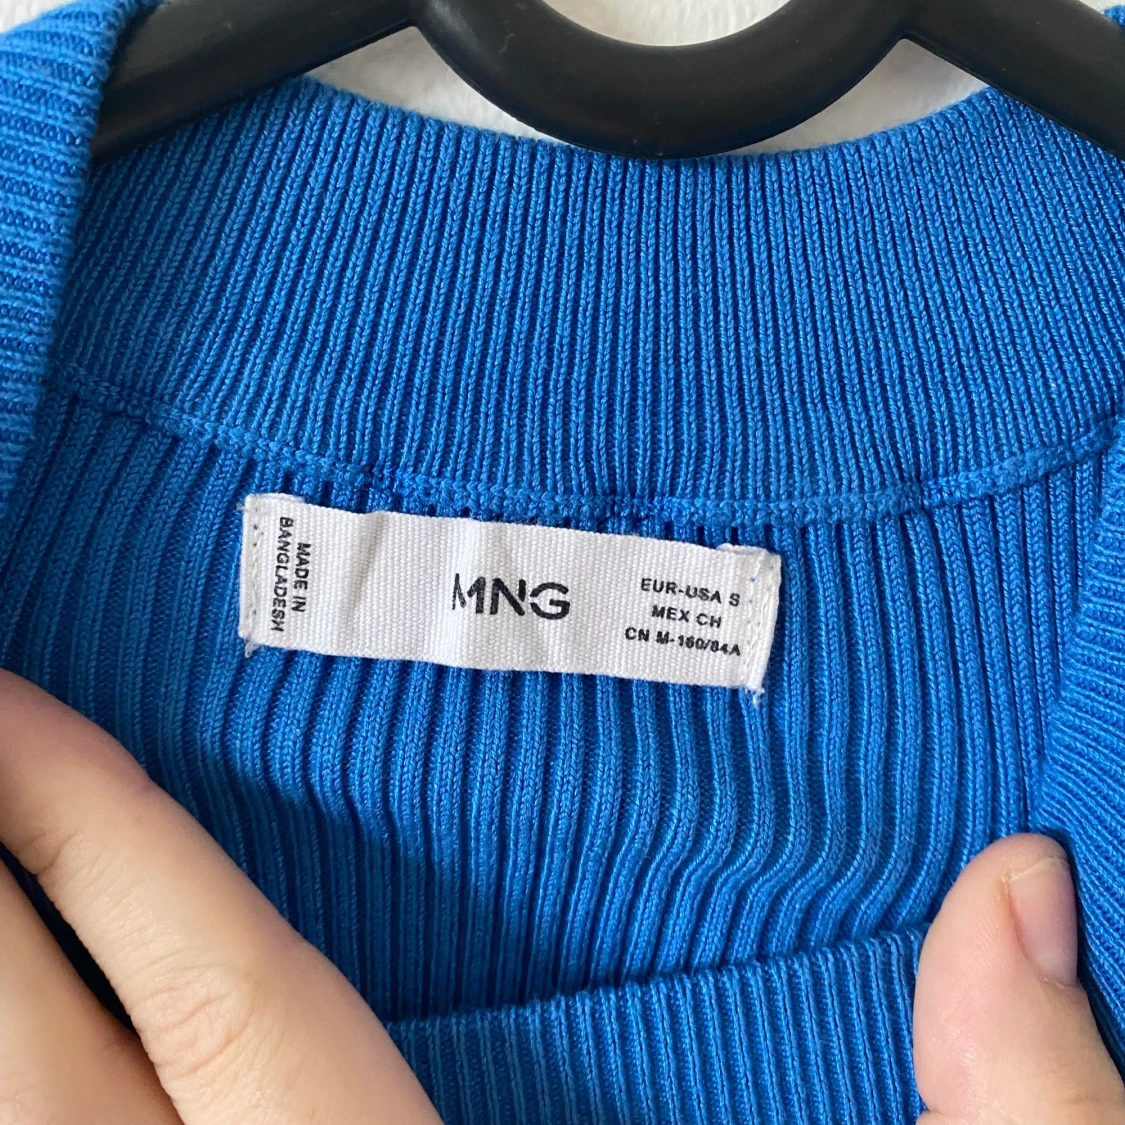 MADE IN
BANGLADESH
MNG
EUR-USA S
MEX CH
CN M-160/84A